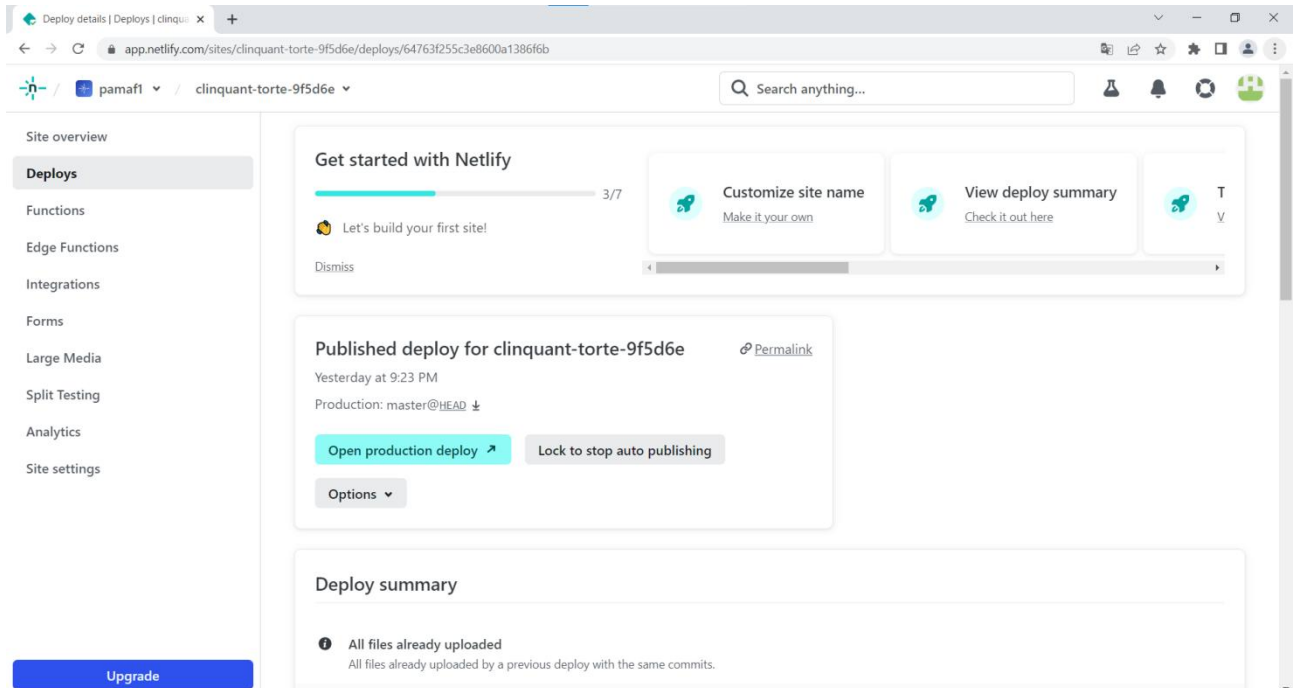 Deploy details | Deploys | clinqua
app.netlify.com/sites/clinquant-torte-9f5d6e/deploys/64763f255c3e8600a1386f6b
n / pamaf1 / clinquant-torte-9f5d6e
Search anything...
Site overview
Deploys
Functions
Edge Functions
Integrations
Forms
Large Media
Split Testing
Analytics
Site settings
Upgrade
Get started with Netlify
3/7
Let's build your first site!
Dismiss
Customize site name
Make it your own
View deploy summary
Check it out here
T
V
Published deploy for clinquant-torte-9f5d6e
Permalink
Yesterday at 9:23 PM
Production: master@HEAD
Open production deploy
Lock to stop auto publishing
Options
Deploy summary
All files already uploaded
All files already uploaded by a previous deploy with the same commits.